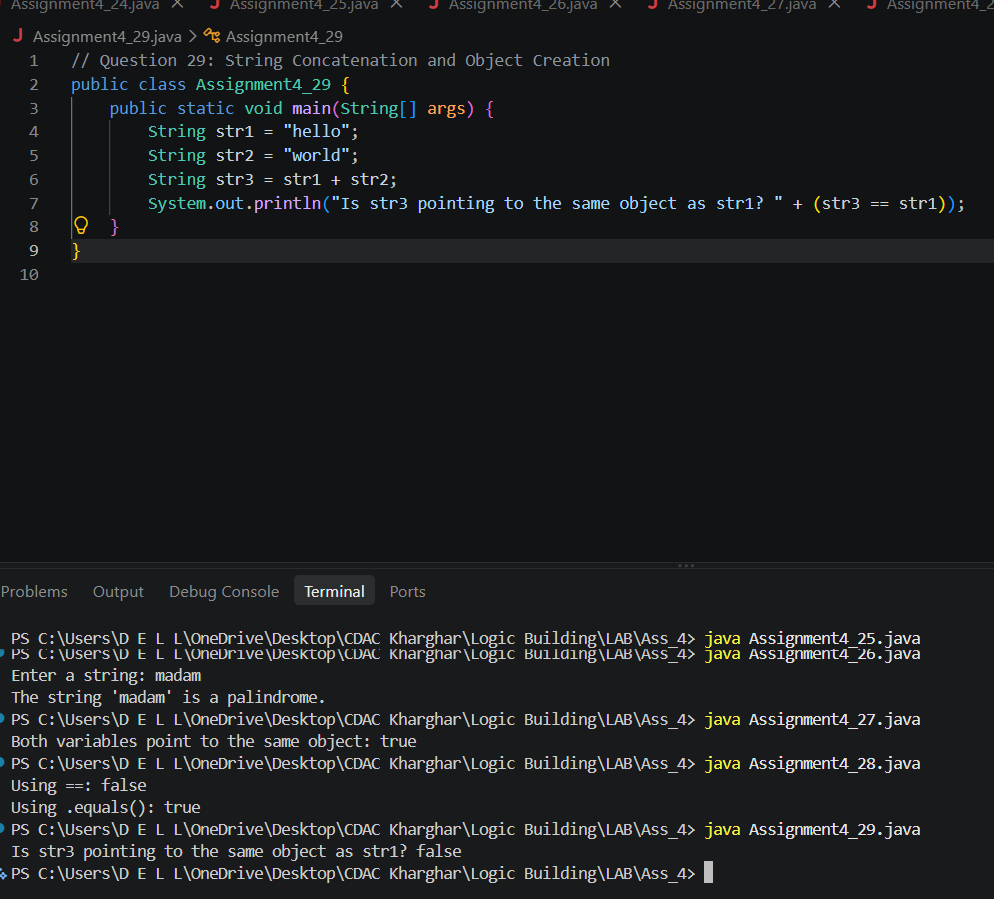 Assignment4_24.java × J Assignment4_25.java × J Assignment4_26.java × J Assignment4_27.java × J Assignment4_2
J Assignment4_29.java > Assignment4_29
1 // Question 29: String Concatenation and Object Creation
2 public class Assignment4_29 {
3 public static void main(String[] args) {
4 String str1 = "hello";
5 String str2 = "world";
6 String str3 = str1 + str2;
7 System.out.println("Is str3 pointing to the same object as str1? " + (str3 == str1));
8 }
9 }
10
Problems Output Debug Console Terminal Ports
PS C:\Users\D E L L\OneDrive\Desktop\CDAC Kharghar\Logic Building\LAB\Ass_4> java Assignment4_25.java
PS C:\Users\D E L L\OneDrive\Desktop\CDAC Kharghar\Logic Building\LAB\Ass_4> java Assignment4_26.java
Enter a string: madam
The string 'madam' is a palindrome.
PS C:\Users\D E L L\OneDrive\Desktop\CDAC Kharghar\Logic Building\LAB\Ass_4> java Assignment4_27.java
Both variables point to the same object: true
PS C:\Users\D E L L\OneDrive\Desktop\CDAC Kharghar\Logic Building\LAB\Ass_4> java Assignment4_28.java
Using ==: false
Using .equals(): true
PS C:\Users\D E L L\OneDrive\Desktop\CDAC Kharghar\Logic Building\LAB\Ass_4> java Assignment4_29.java
Is str3 pointing to the same object as str1? false
PS C:\Users\D E L L\OneDrive\Desktop\CDAC Kharghar\Logic Building\LAB\Ass_4>